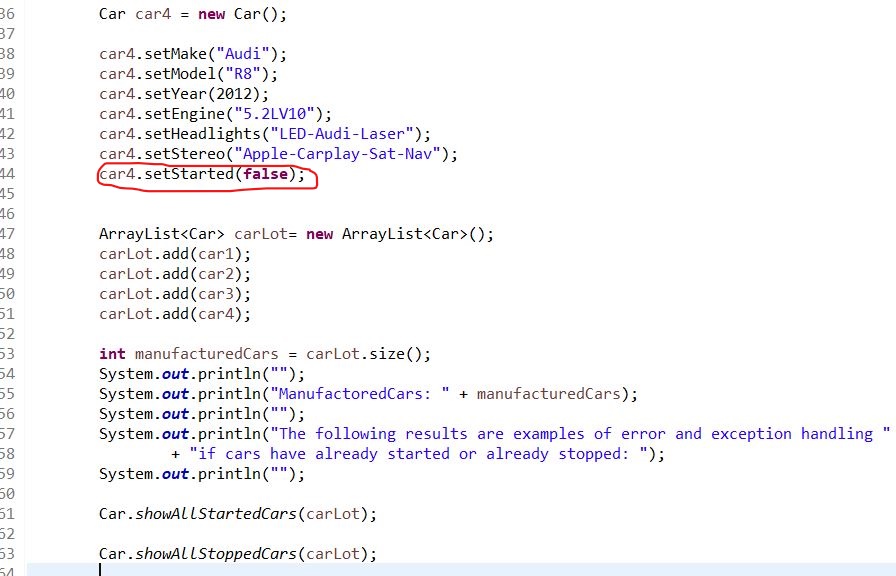 36 Car car4 = new Car();
37
38 car4.setMake("Audi");
39 car4.setModel("R8");
40 car4.setYear(2012);
41 car4.setEngine("5.2LV10");
42 car4.setHeadlights("LED-Audi-Laser");
43 car4.setStereo("Apple-Carplay-Sat-Nav");
44 car4.setStarted(false);
45
46
47 ArrayList<Car> carLot= new ArrayList<Car>();
48 carLot.add(car1);
49 carLot.add(car2);
50 carLot.add(car3);
51 carLot.add(car4);
52
53 int manufacturedCars = carLot.size();
54 System.out.println("");
55 System.out.println("ManufactoredCars: " + manufacturedCars);
56 System.out.println("");
57 System.out.println("The following results are examples of error and exception handling "
58 + "if cars have already started or already stopped: ");
59 System.out.println("");
60
61 Car.showAllStartedCars(carLot);
62
63 Car.showAllStoppedCars(carLot);
64